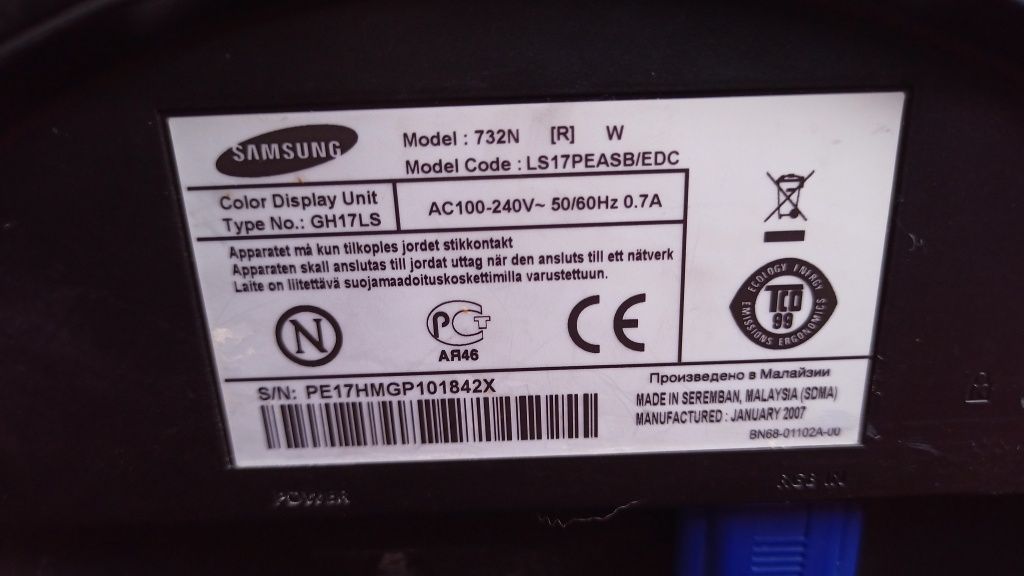 SAMSUNG
Model : 732N [R] W
Model Code : LS17PEASB/EDC
Color Display Unit
Type No.: GH17LS
AC100-240V~ 50/60Hz 0.7A
Apparatet må kun tilkoples jordet stikkontakt
Apparaten skall anslutas till jordat uttag när den ansluts till ett nätverk
Laite on liitettävä suojamaadoituskoskettimilla varustettuun.
N
PCT
АЯ46
CE
ECOLOGY ENERGY
TCO
99
EMISSIONS ERGONOMICS
S/N: PE17HMGP101842X
Произведено в Малайзии
MADE IN SEREMBAN, MALAYSIA (SDMA)
MANUFACTURED : JANUARY 2007
BN68-01102A-00
POWER
RGB IN